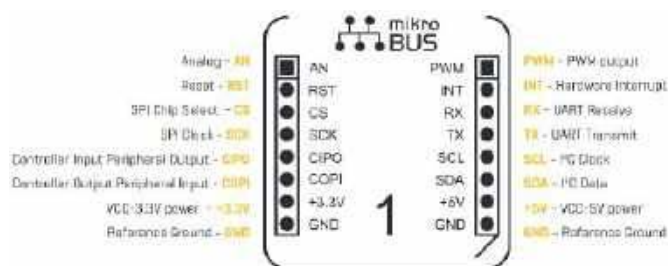 mikro
BUS
Analog - AN
Reset - RST
SPI Chip Select - CS
SPI Clock - SCK
Controller Input Peripheral Output - CIPO
Controller Output Peripheral Input - COPI
VCC-3.3V power - +3.3V
Reference Ground - GND
AN
RST
CS
SCK
CIPO
COPI
+3.3V
GND
1
PWM
INT
RX
TX
SCL
SDA
+5V
GND
PWM - PWM output
INT - Hardware Interrupt
RX - UART Receive
TX - UART Transmit
SCL - I²C Clock
SDA - I²C Data
+5V - VCC-5V power
GND - Reference Ground